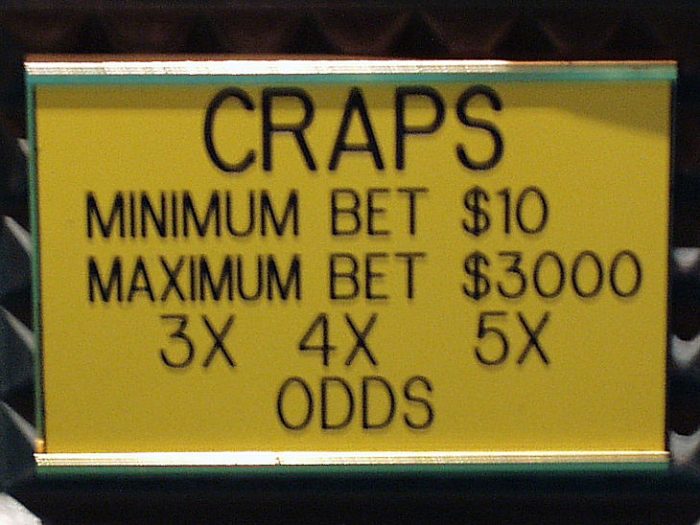 CRAPS
MINIMUM BET $10
MAXIMUM BET $3000
3X 4X 5X
ODDS